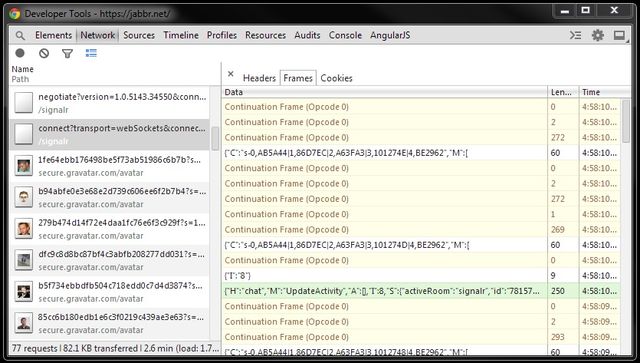 Developer Tools - https://jabbr.net/
Elements Network Sources Timeline Profiles Resources Audits Console AngularJS
Name
Path
negotiate?version=1.0.5143.34550&conn...
/signalr
connect?transport=webSockets&connec...
/signalr
1fe64ebb176498be5f73ab51986c6b7b?s=...
secure.gravatar.com/avatar
b94abfe0e3e68e2d739c606ee6f2b7b4?s=...
secure.gravatar.com/avatar
279b474d14f72e4daa1fc76e6f3c929f?s=1...
secure.gravatar.com/avatar
dfc9c8d8bc87bf4c3abfb208277dd031?s=...
secure.gravatar.com/avatar
b5f734ebbdfb504c718edd0c7d4d3874?s...
secure.gravatar.com/avatar
85cc6b180edb1e6c3f0219c439ae3e63?s=...
secure.gravatar.com/avatar
77 requests | 82.1 KB transferred | 2.6 min (load: 1.7...
× Headers Frames Cookies
Data Len... Time
Continuation Frame (Opcode 0) 0 4:58:10...
Continuation Frame (Opcode 0) 2 4:58:10...
Continuation Frame (Opcode 0) 272 4:58:10...
{"C":"s-0,AB5A44|1,86D7EC|2,A63FA3|3,101274E|4,BE2962","M":[ 60 4:58:10...
Continuation Frame (Opcode 0) 0 4:58:10...
Continuation Frame (Opcode 0) 2 4:58:10...
Continuation Frame (Opcode 0) 272 4:58:10...
Continuation Frame (Opcode 0) 1 4:58:10...
Continuation Frame (Opcode 0) 269 4:58:10...
{"C":"s-0,AB5A44|1,86D7EC|2,A63FA3|3,101274D|4,BE2962","M":[ 60 4:58:10...
Continuation Frame (Opcode 0) 0 4:58:10...
{"I":"8"} 9 4:58:10...
{"H":"chat","M":"UpdateActivity","A":[],"I":8,"S":{"activeRoom":"signalr","id":"78157... 250 4:58:10...
Continuation Frame (Opcode 0) 0 4:58:09...
Continuation Frame (Opcode 0) 2 4:58:09...
Continuation Frame (Opcode 0) 293 4:58:09...
{"C":"s-0,AB5A44|1,86D7EC|2,A63FA3|3,1012748|4,BE2962","M":[ 60 4:58:09...